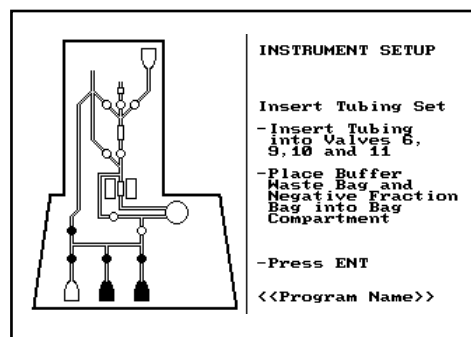 INSTRUMENT SETUP
Insert Tubing Set
-Insert Tubing
into Valves 6,
9,10 and 11
-Place Buffer
Waste Bag and
Negative Fraction
Bag into Bag
Compartment
-Press ENT
<<Program Name>>